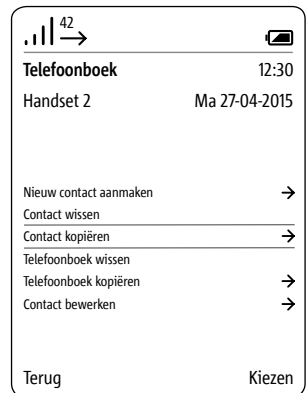 42
Telefoonboek 12:30
Handset 2 Ma 27-04-2015
Nieuw contact aanmaken →
Contact wissen
Contact kopiëren →
Telefoonboek wissen
Telefoonboek kopiëren →
Contact bewerken →
Terug Kiezen